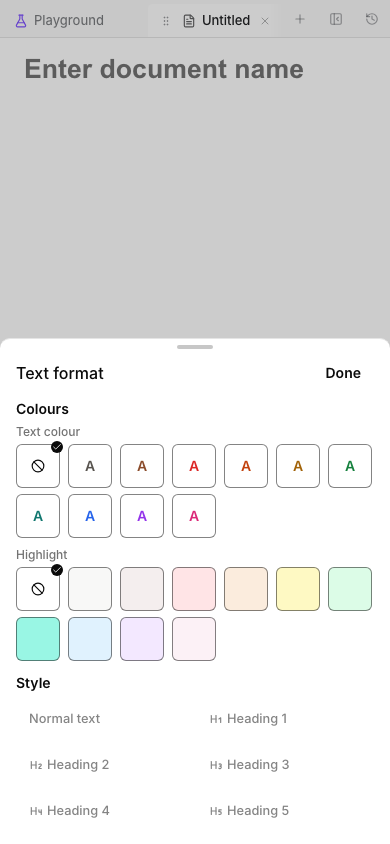 Playground
Untitled
Enter document name
Text format
Done
Colours
Text colour
A A A A A A
A A A A
Highlight
Style
Normal text
H1 Heading 1
H2 Heading 2
H3 Heading 3
H4 Heading 4
H5 Heading 5